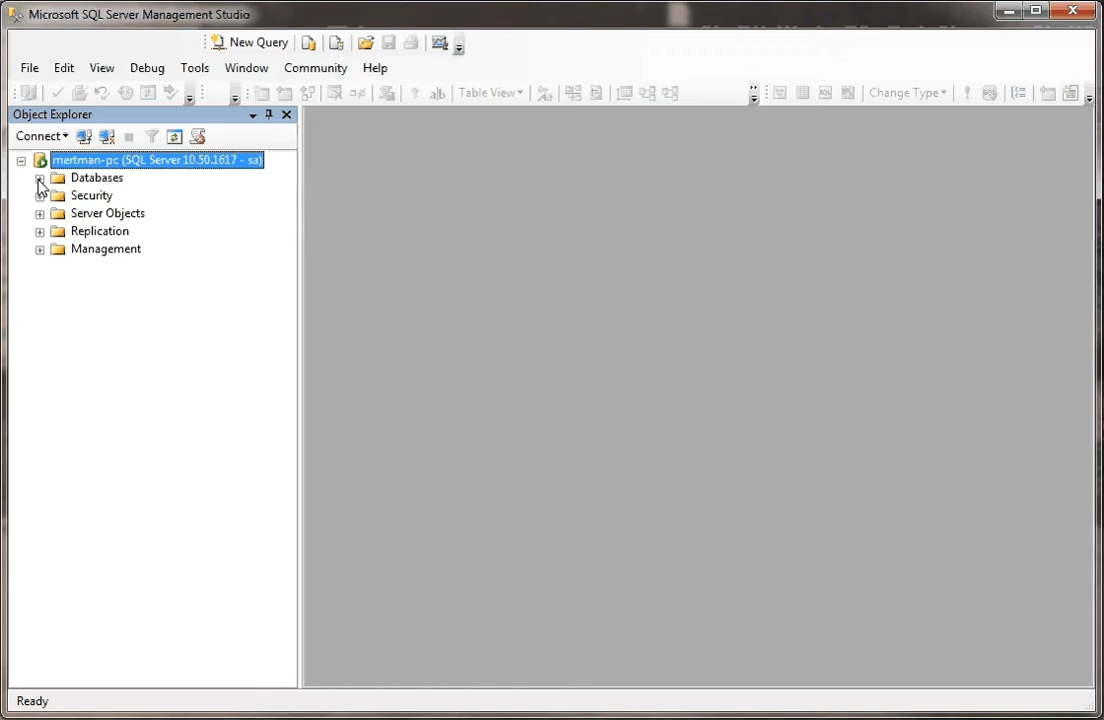 Microsoft SQL Server Management Studio
New Query
File Edit View Debug Tools Window Community Help
Table View Change Type
Object Explorer
Connect
mertman-pc (SQL Server 10.50.1617 - sa)
Databases
Security
Server Objects
Replication
Management
Ready